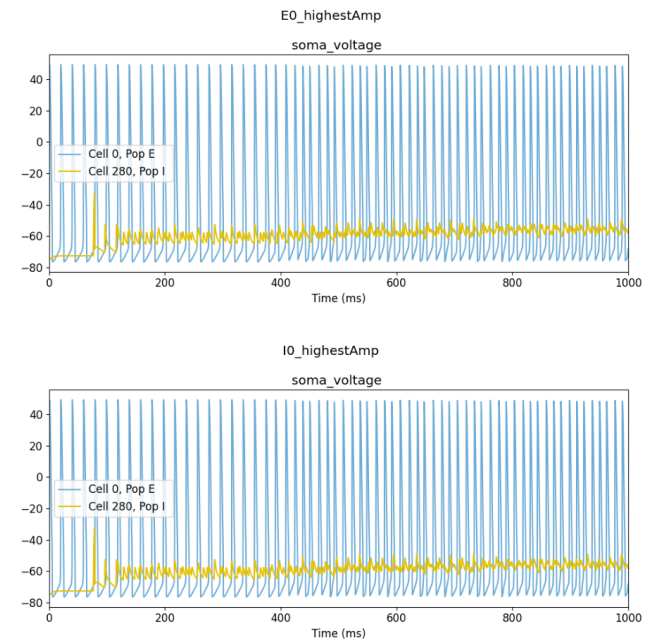 E0_highestAmp
soma_voltage
40
20
0
−20
−40
−60
−80
Cell 0, Pop E
Cell 280, Pop I
0 200 400 600 800 1000
Time (ms)
I0_highestAmp
soma_voltage
40
20
0
−20
−40
−60
−80
Cell 0, Pop E
Cell 280, Pop I
0 200 400 600 800 1000
Time (ms)